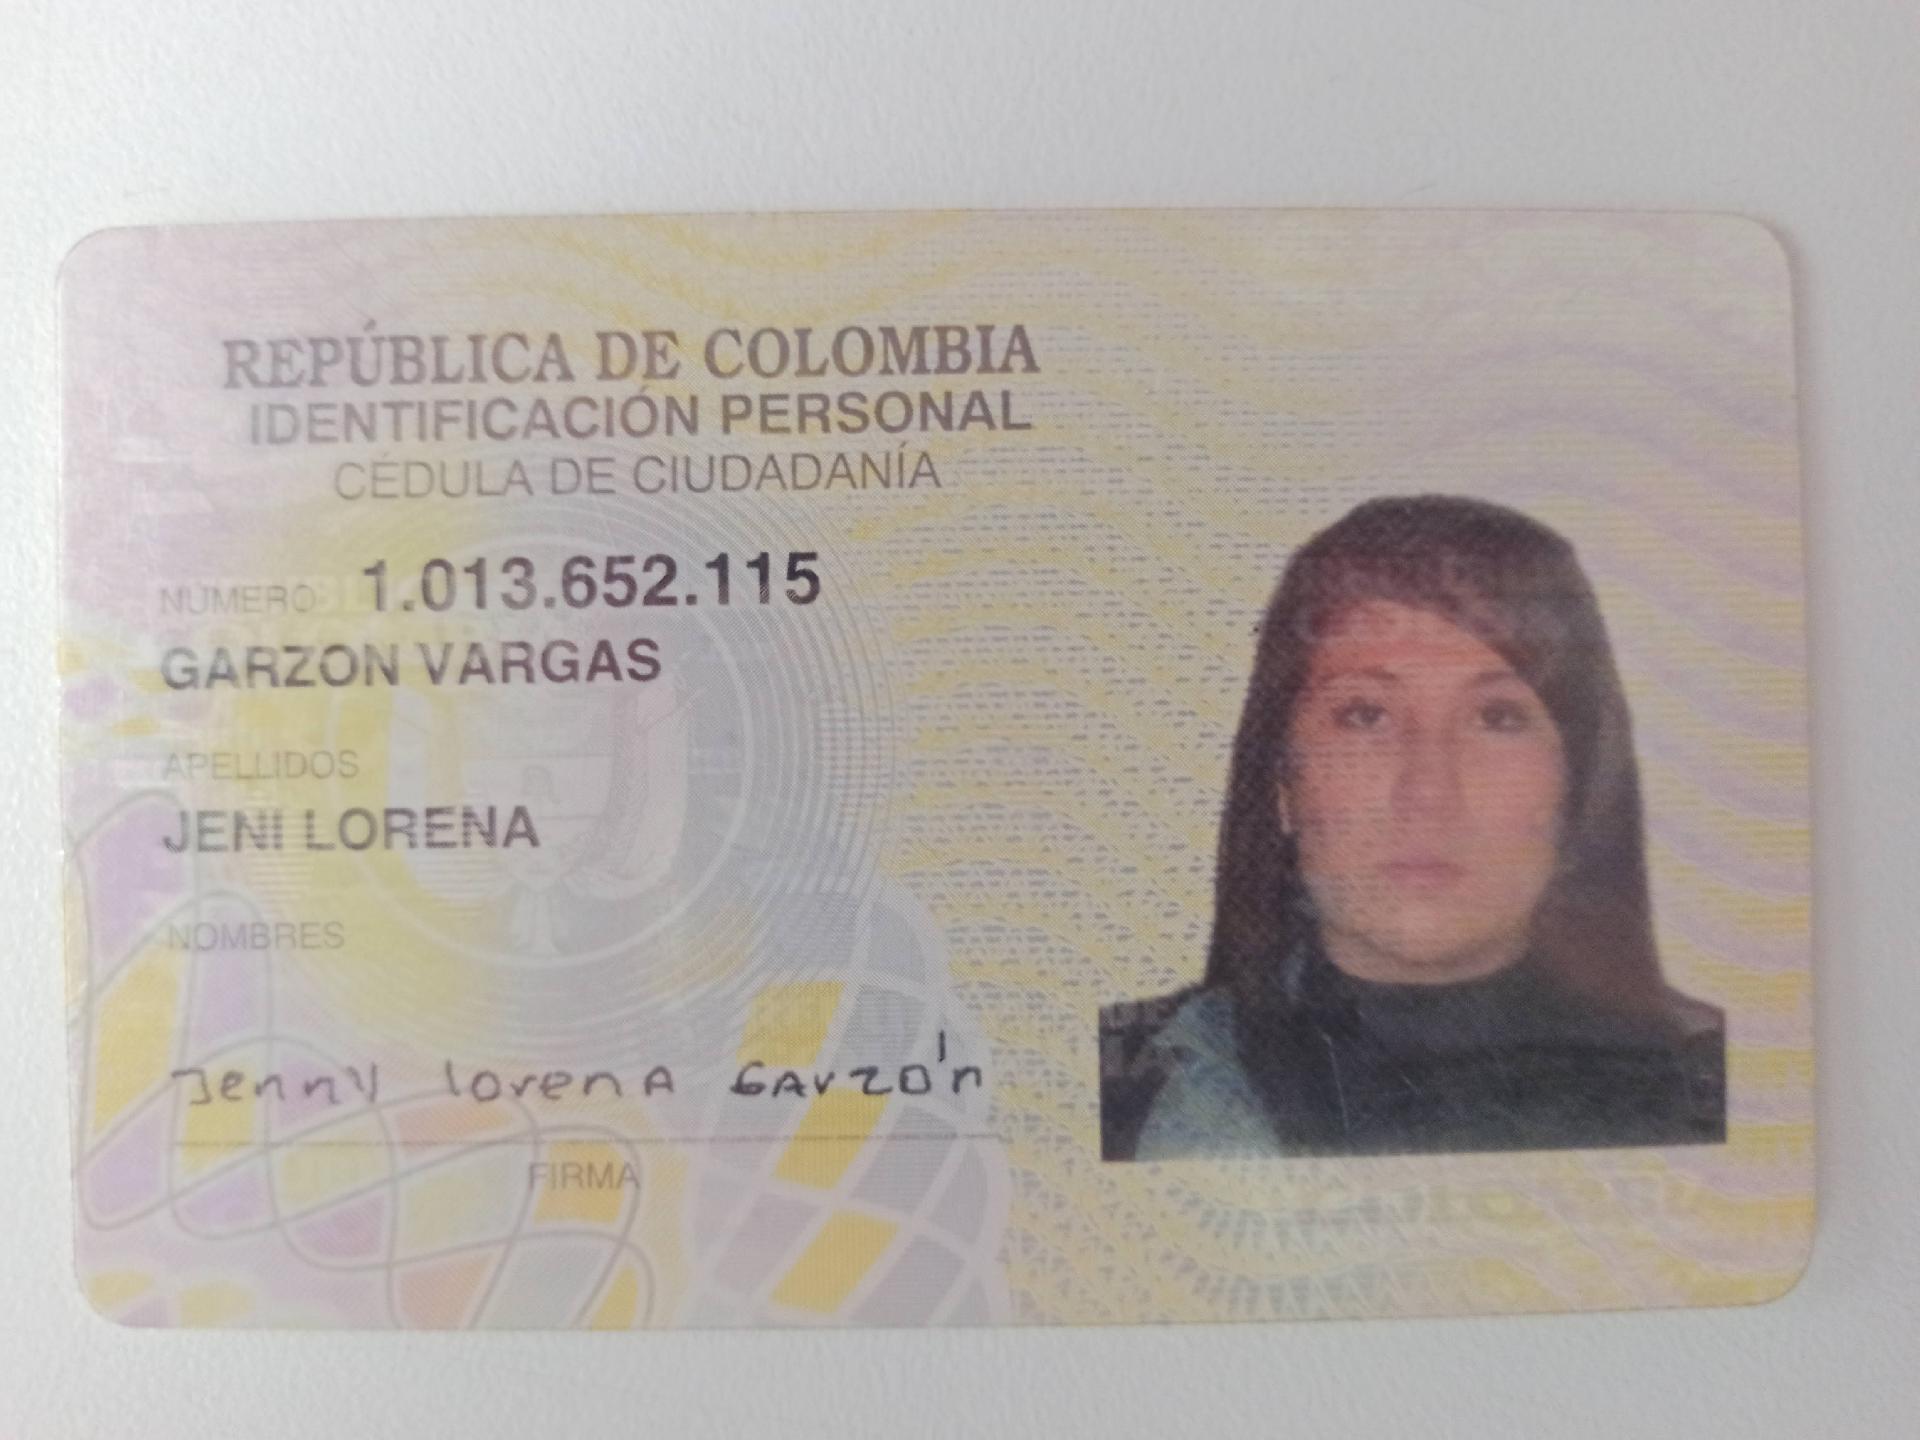 REPÚBLICA DE COLOMBIA
IDENTIFICACIÓN PERSONAL
CÉDULA DE CIUDADANÍA
NÚMERO 1.013.652.115
GARZON VARGAS
APELLIDOS
JENI LORENA
NOMBRES
Jenny lorenA GArzón
FIRMA